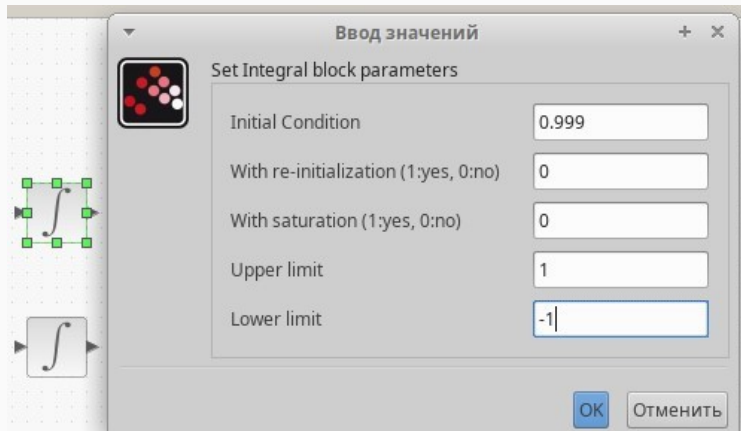 Ввод значений
Set Integral block parameters
Initial Condition 0.999
With re-initialization (1:yes, 0:no) 0
With saturation (1:yes, 0:no) 0
Upper limit 1
Lower limit -1
OK Отменить